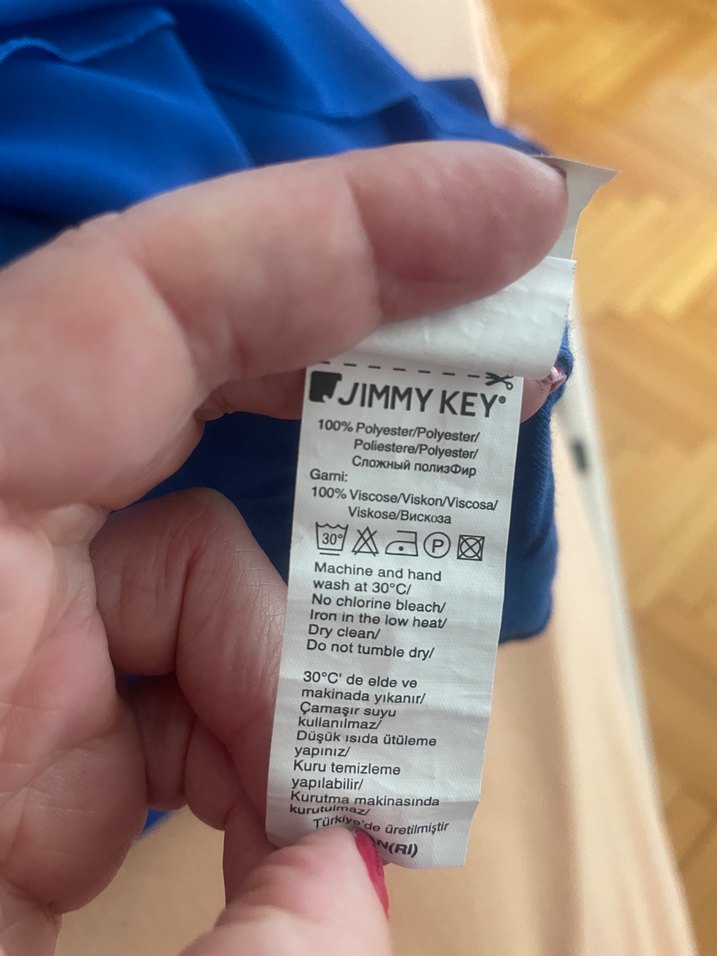 JIMMY KEY®
100% Polyester/Polyester/
Poliestere/Polyester/
Сложный полизФир
Garni:
100% Viscose/Viskon/Viscosa/
Viskose/Вискоза
30° P
Machine and hand
wash at 30°C/
No chlorine bleach/
Iron in the low heat/
Dry clean/
Do not tumble dry/
30°C' de elde ve
makinada yıkanır/
Çamaşır suyu
kullanılmaz/
Düşük ısıda ütüleme
yapınız/
Kuru temizleme
yapılabilir/
Kurutma makinasında
kurutulmaz/
Türkiye'de üretilmiştir